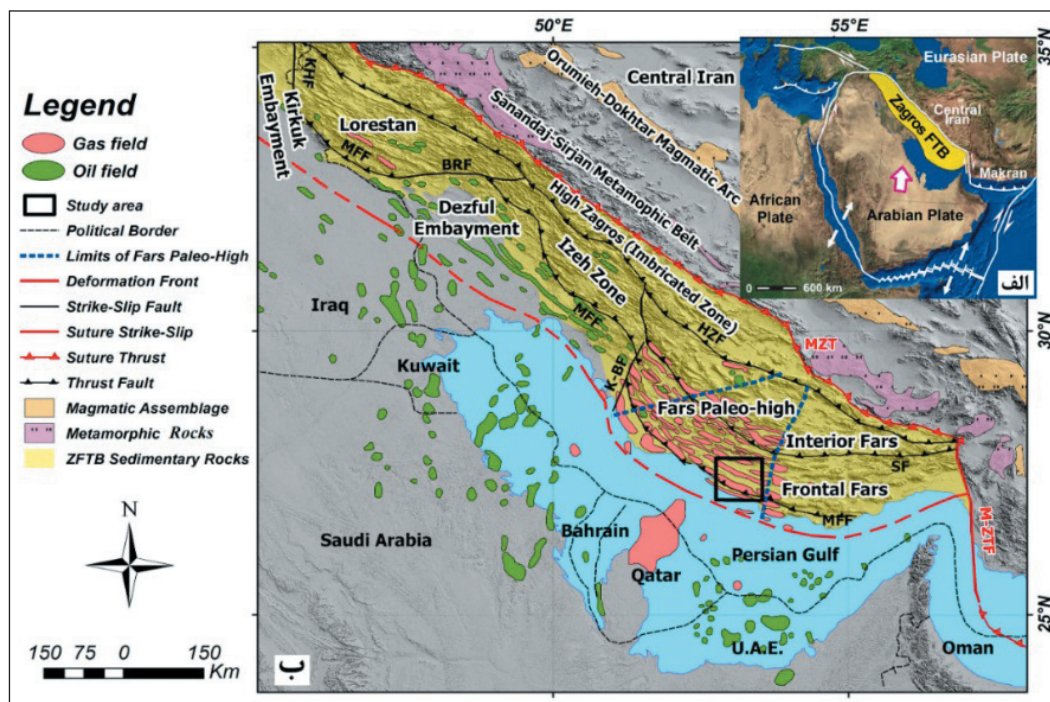 Legend
Gas field
Oil field
Study area
Political Border
Limits of Fars Paleo-High
Deformation Front
Strike-Slip Fault
Suture Strike-Slip
Suture Thrust
Thrust Fault
Magmatic Assemblage
Metamorphic Rocks
ZFTB Sedimentary Rocks
N
150 75 0 150
Km
50°E
55°E
35°N
30°N
25°N
KHF
Kirkuk
Embayment
Lorestan
MFF
BRF
Dezful
Embayment
Izeh Zone
MFF
High Zagros (Imbricated Zone)
Sanandaj-Sirjan Metamophic Belt
Orumieh-Dokhtar Magmatic Arc
Central Iran
HZF
MZT
K-BF
Fars Paleo-high
Interior Fars
SF
Frontal Fars
MFF
M-ZTF
Iraq
Kuwait
Saudi Arabia
Bahrain
Qatar
Persian Gulf
U.A.E.
Oman
ب
Eurasian Plate
Zagros FTB
Central
Iran
Makran
African
Plate
Arabian Plate
0 600 km
الف